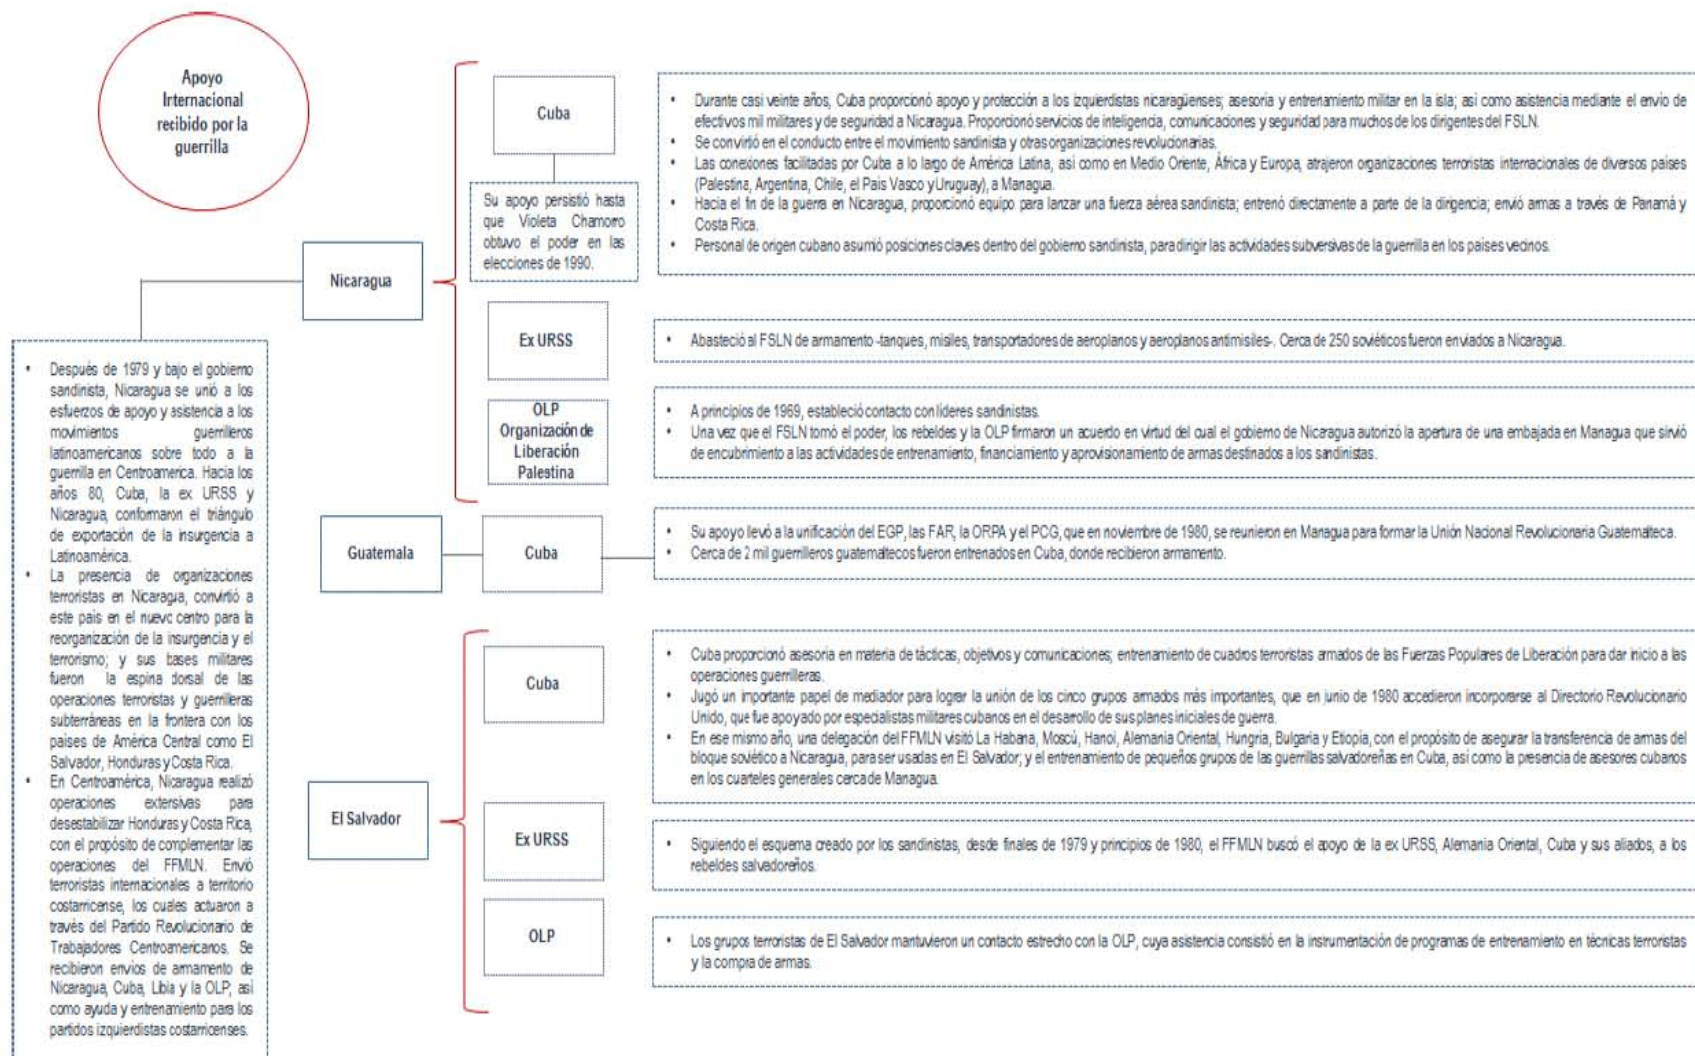 Apoyo
Internacional
recibido por la
guerrilla
Nicaragua
Cuba
Su apoyo persistió hasta
que Violeta Chamorro
obtuvo el poder en las
elecciones de 1990.
• Durante casi veinte años, Cuba proporcionó apoyo y protección a los izquierdistas nicaragüenses; asesoría y entrenamiento militar en la isla; así como asistencia mediante el envío de
efectivos mil militares y de seguridad a Nicaragua. Proporcionó servicios de inteligencia, comunicaciones y seguridad para muchos de los dirigentes del FSLN.
• Se convirtió en el conducto entre el movimiento sandinista y otras organizaciones revolucionarias.
• Las conexiones facilitadas por Cuba a lo largo de América Latina, así como en Medio Oriente, África y Europa, atrajeron organizaciones terroristas internacionales de diversos países
(Palestina, Argentina, Chile, el País Vasco y Uruguay), a Managua.
• Hacia el fin de la guerra en Nicaragua, proporcionó equipo para lanzar una fuerza aérea sandinista; entrenó directamente a parte de la dirigencia; envió armas a través de Panamá y
Costa Rica.
• Personal de origen cubano asumió posiciones claves dentro del gobierno sandinista, para dirigir las actividades subversivas de la guerrilla en los países vecinos.
Ex URSS
• Abasteció al FSLN de armamento -tanques, misiles, transportadores de aeroplanos y aeroplanos antimisiles-. Cerca de 250 soviéticos fueron enviados a Nicaragua.
OLP
Organización de
Liberación
Palestina
• A principios de 1969, estableció contacto con líderes sandinistas.
• Una vez que el FSLN tomó el poder, los rebeldes y la OLP firmaron un acuerdo en virtud del cual el gobierno de Nicaragua autorizó la apertura de una embajada en Managua que sirvió
de encubrimiento a las actividades de entrenamiento, financiamiento y aprovisionamiento de armas destinados a los sandinistas.
• Después de 1979 y bajo el gobierno
sandinista, Nicaragua se unió a los
esfuerzos de apoyo y asistencia a los
movimientos guerrilleros
latinoamericanos sobre todo a la
guerrilla en Centroamerica. Hacia los
años 80, Cuba, la ex URSS y
Nicaragua, conformaron el triángulo
de exportación de la insurgencia a
Latinoamérica.
• La presencia de organizaciones
terroristas en Nicaragua, convirtió a
este país en el nuevo centro para la
reorganización de la insurgencia y el
terrorismo; y sus bases militares
fueron la espina dorsal de las
operaciones terroristas y guerrilleras
subterráneas en la frontera con los
países de América Central como El
Salvador, Honduras y Costa Rica.
• En Centroamérica, Nicaragua realizó
operaciones extensivas para
desestabilizar Honduras y Costa Rica,
con el propósito de complementar las
operaciones del FFMLN. Envió
terroristas internacionales a territorio
costarricense, los cuales actuaron a
través del Partido Revolucionario de
Trabajadores Centroamericanos. Se
recibieron envíos de armamento de
Nicaragua, Cuba, Libia y la OLP; así
como ayuda y entrenamiento para los
partidos izquierdistas costarricenses.
Guatemala
Cuba
• Su apoyo llevó a la unificación del EGP, las FAR, la ORPA y el PCG, que en noviembre de 1980, se reunieron en Managua para formar la Unión Nacional Revolucionaria Guatemalteca.
• Cerca de 2 mil guerrilleros guatemaltecos fueron entrenados en Cuba, donde recibieron armamento.
El Salvador
Cuba
• Cuba proporcionó asesoría en materia de tácticas, objetivos y comunicaciones; entrenamiento de cuadros terroristas armados de las Fuerzas Populares de Liberación para dar inicio a las
operaciones guerrilleras.
• Jugó un importante papel de mediador para lograr la unión de los cinco grupos armados más importantes, que en junio de 1980 accedieron incorporarse al Directorio Revolucionario
Unido, que fue apoyado por especialistas militares cubanos en el desarrollo de sus planes iniciales de guerra.
• En ese mismo año, una delegación del FFMLN visitó La Habana, Moscú, Hanoi, Alemania Oriental, Hungría, Bulgaria y Etiopía, con el propósito de asegurar la transferencia de armas del
bloque soviético a Nicaragua, para ser usadas en El Salvador; y el entrenamiento de pequeños grupos de las guerrillas salvadoreñas en Cuba, así como la presencia de asesores cubanos
en los cuarteles generales cerca de Managua.
Ex URSS
• Siguiendo el esquema creado por los sandinistas, desde finales de 1979 y principios de 1980, el FFMLN buscó el apoyo de la ex URSS, Alemania Oriental, Cuba y sus aliados, a los
rebeldes salvadoreños.
OLP
• Los grupos terroristas de El Salvador mantuvieron un contacto estrecho con la OLP, cuya asistencia consistió en la instrumentación de programas de entrenamiento en técnicas terroristas
y la compra de armas.